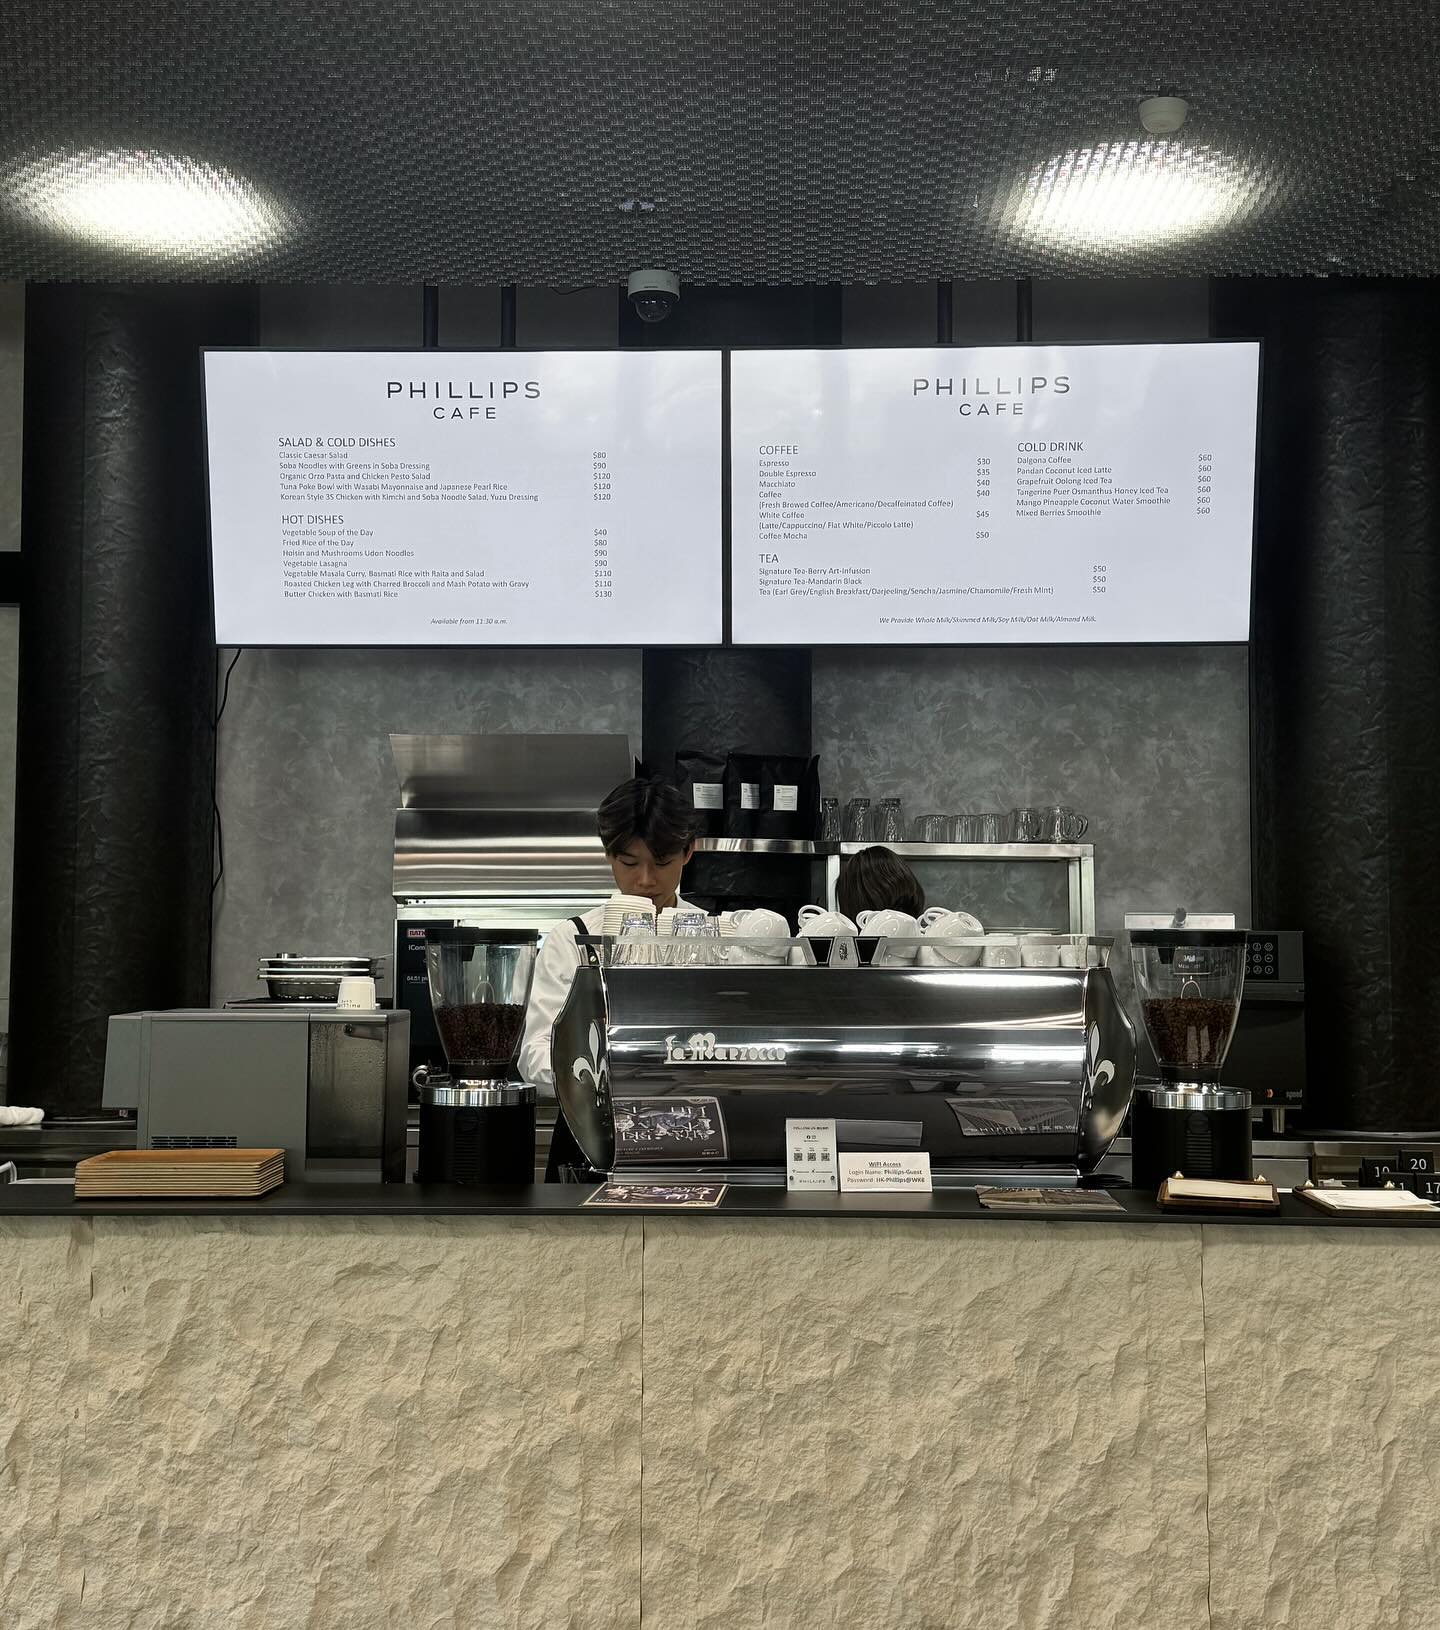 PHILLIPS
CAFE
SALAD & COLD DISHES
Classic Caesar Salad $80
Soba Noodles with Greens in Soba Dressing $90
Organic Orzo Pasta and Chicken Pesto Salad $120
Tuna Poke Bowl with Wasabi Mayonnaise and Japanese Pearl Rice $120
Korean Style 3S Chicken with Kimchi and Soba Noodle Salad, Yuzu Dressing $120
HOT DISHES
Vegetable Soup of the Day $40
Fried Rice of the Day $80
Hoisin and Mushrooms Udon Noodles $90
Vegetable Lasagna $90
Vegetable Masala Curry, Basmati Rice with Raita and Salad $110
Roasted Chicken Leg with Charred Broccoli and Mash Potato with Gravy $110
Butter Chicken with Basmati Rice $130
Available from 11:30 a.m.
PHILLIPS
CAFE
COFFEE
Espresso $30
Double Espresso $35
Macchiato $40
Coffee $40
(Fresh Brewed Coffee/Americano/Decaffeinated Coffee)
White Coffee $45
(Latte/Cappuccino/ Flat White/Piccolo Latte)
Coffee Mocha $50
COLD DRINK
Dalgona Coffee $60
Pandan Coconut Iced Latte $60
Grapefruit Oolong Iced Tea $60
Tangerine Puer Osmanthus Honey Iced Tea $60
Mango Pineapple Coconut Water Smoothie $60
Mixed Berries Smoothie $60
TEA
Signature Tea-Berry Art-Infusion $50
Signature Tea-Mandarin Black $50
Tea (Earl Grey/English Breakfast/Darjeeling/Sencha/Jasmine/Chamomile/Fresh Mint) $50
We Provide Whole Milk/Skimmed Milk/Soy Milk/Oat Milk/Almond Milk.
la Marzocco
PHILLIPS
WiFi Access
Login Name: Phillips-Guest
Password: HK-Phillips@WK8
20
10
17